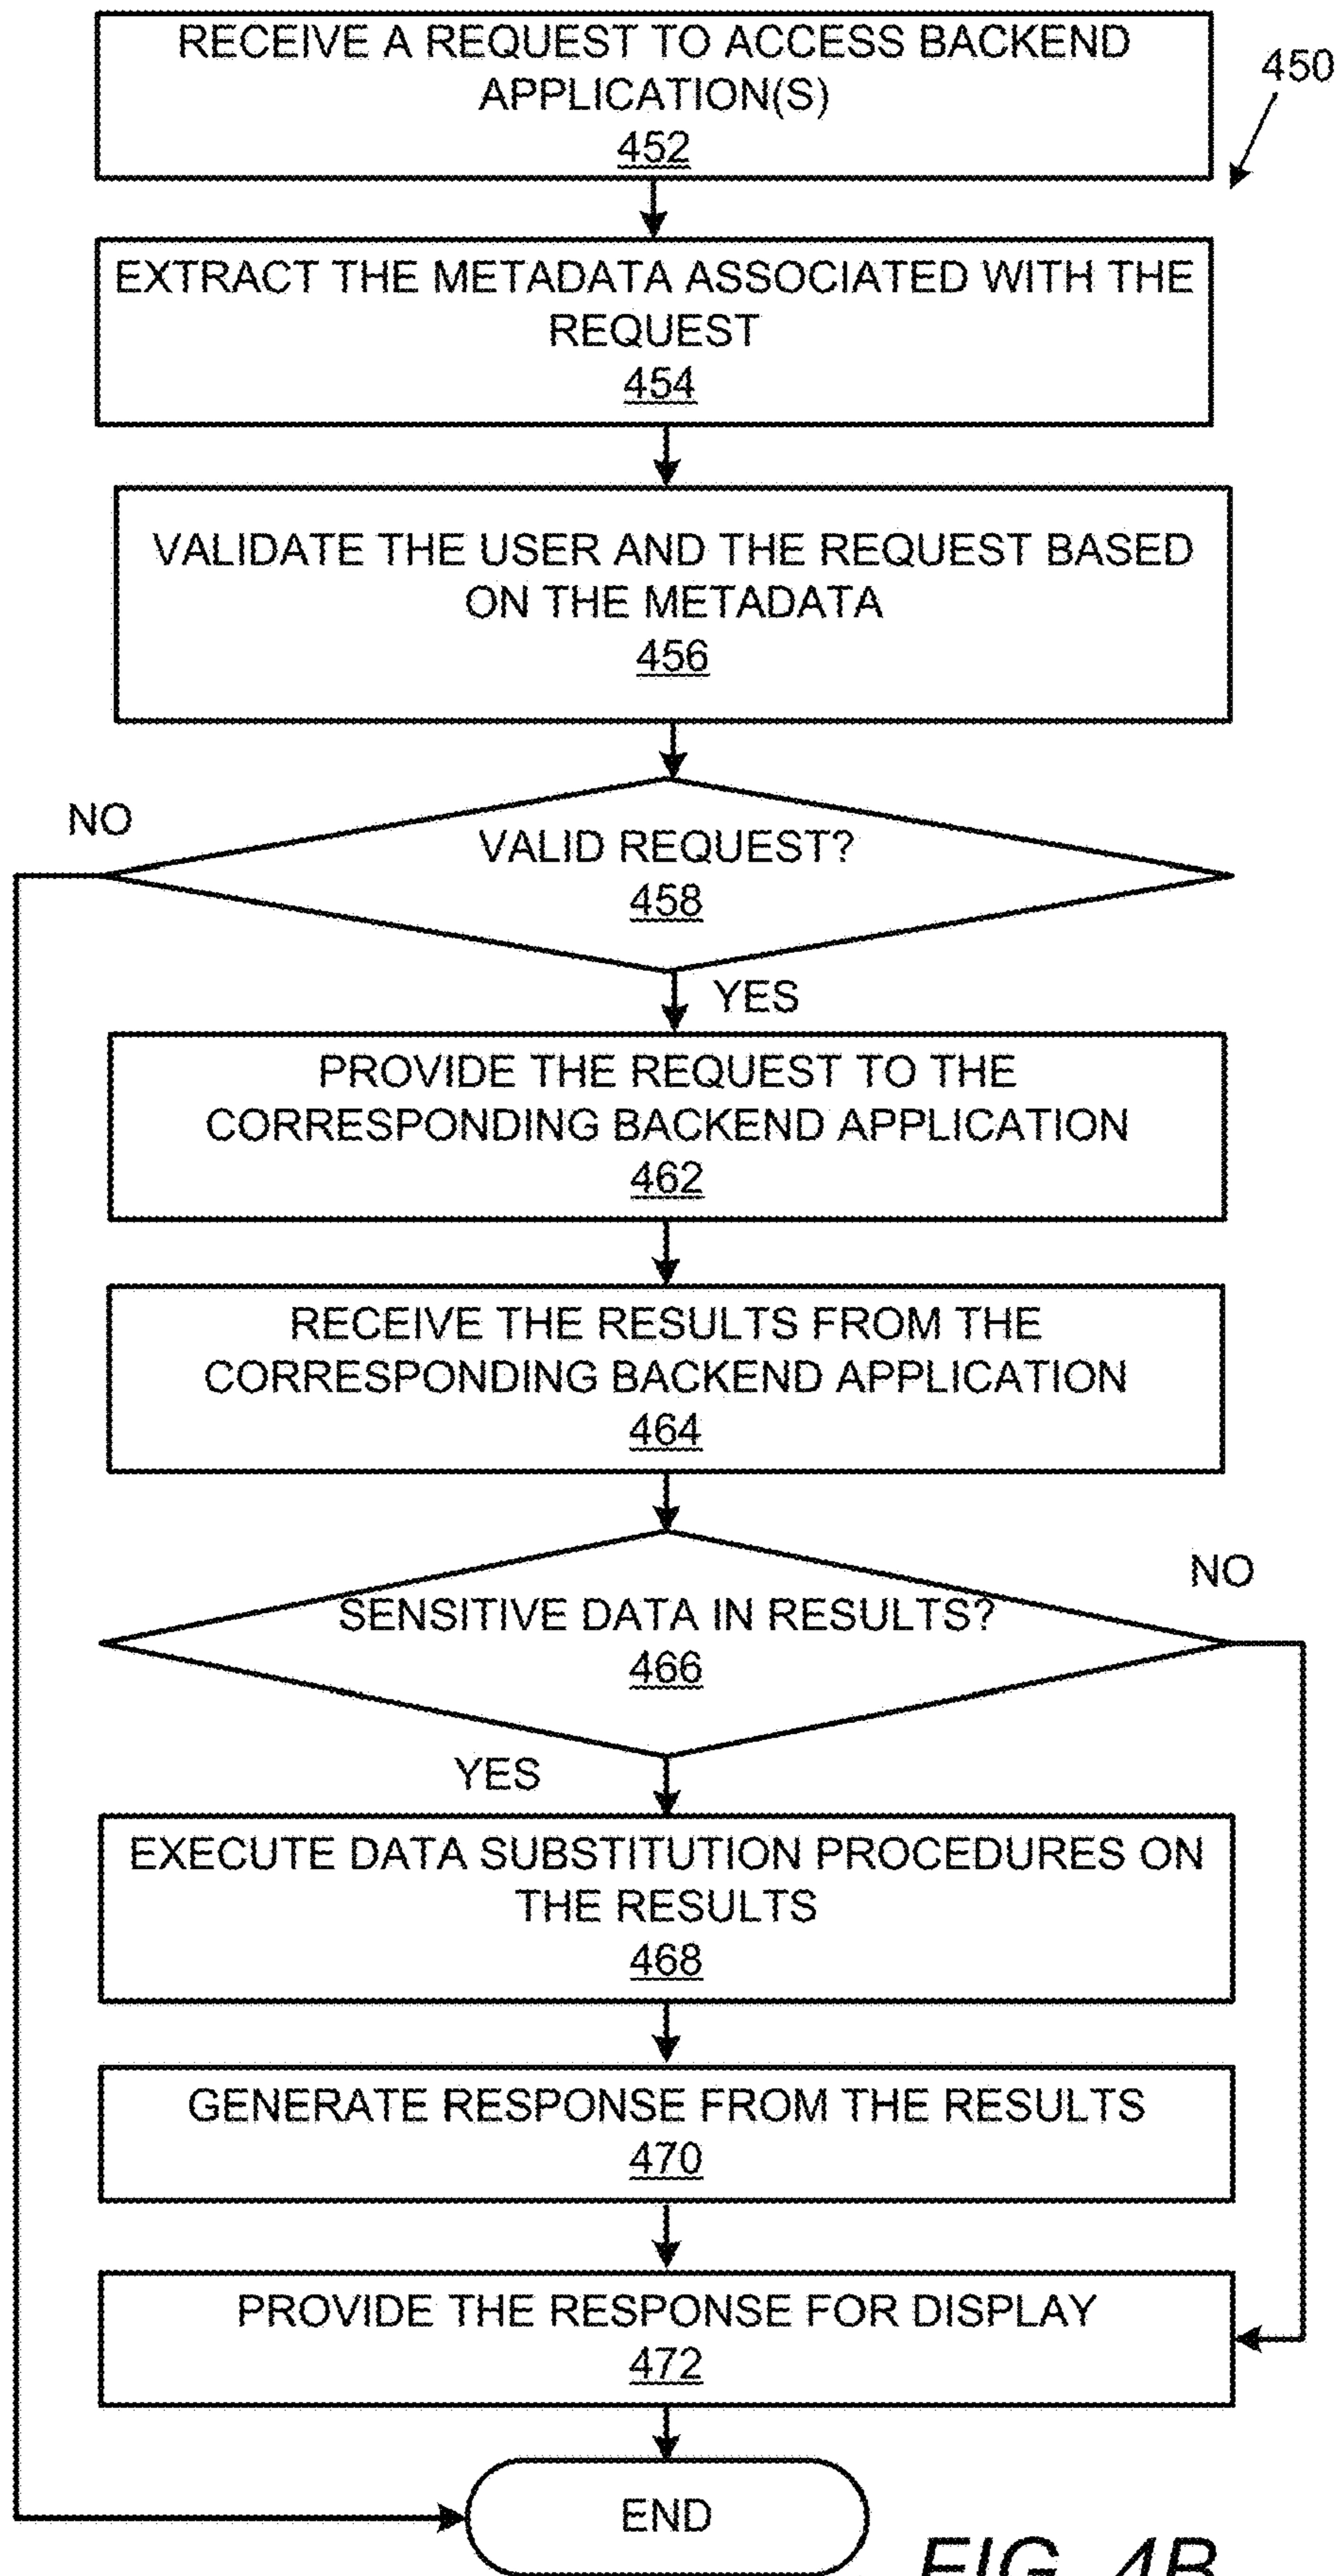 RECEIVE A REQUEST TO ACCESS BACKEND
APPLICATION(S)
452
450
EXTRACT THE METADATA ASSOCIATED WITH THE
REQUEST
454
VALIDATE THE USER AND THE REQUEST BASED
ON THE METADATA
456
NO
VALID REQUEST?
458
YES
PROVIDE THE REQUEST TO THE
CORRESPONDING BACKEND APPLICATION
462
RECEIVE THE RESULTS FROM THE
CORRESPONDING BACKEND APPLICATION
464
NO
SENSITIVE DATA IN RESULTS?
466
YES
EXECUTE DATA SUBSTITUTION PROCEDURES ON
THE RESULTS
468
GENERATE RESPONSE FROM THE RESULTS
470
PROVIDE THE RESPONSE FOR DISPLAY
472
END
FIG. 4B